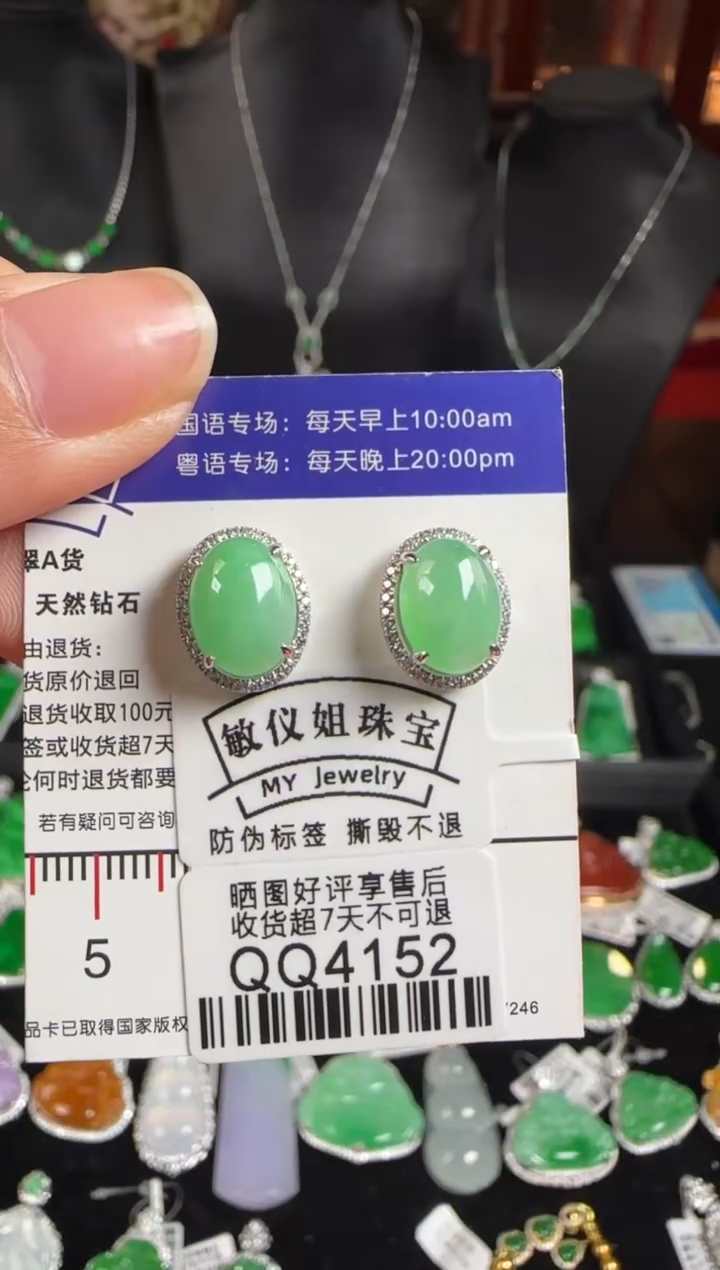 国语专场：每天早上10:00am
粤语专场：每天晚上20:00pm
翠A货
天然钻石
由退货：
货原价退回
退货收取100元
签或收货超7天
何时退货都要
若有疑问可咨询
敏仪姐珠宝
MY Jewelry
防伪标签 撕毁不退
晒图好评享售后
收货超7天不可退
QQ4152
5
品卡已取得国家版权
246